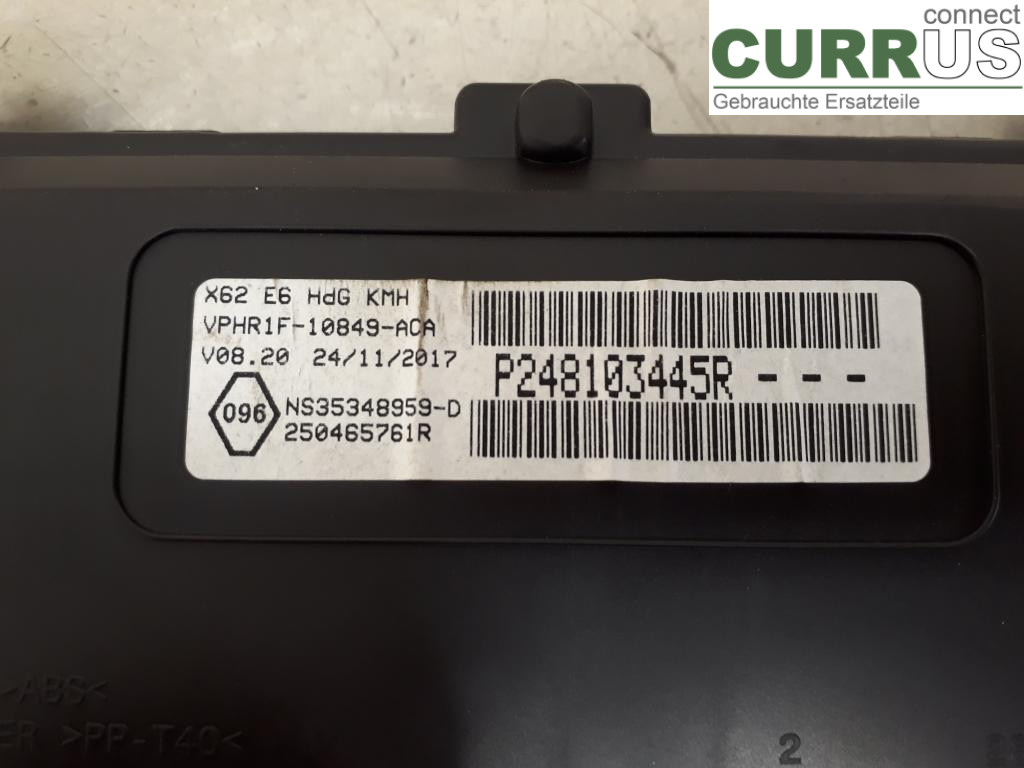 connect
CURRUS
Gebrauchte Ersatzteile
X62 E6 HdG KMH
VPHR1F-10849-ACA
V08.20 24/11/2017
P248103445R - - -
096
NS35348959-D
250465761R
>ABS<
ER >PP-T40<
2